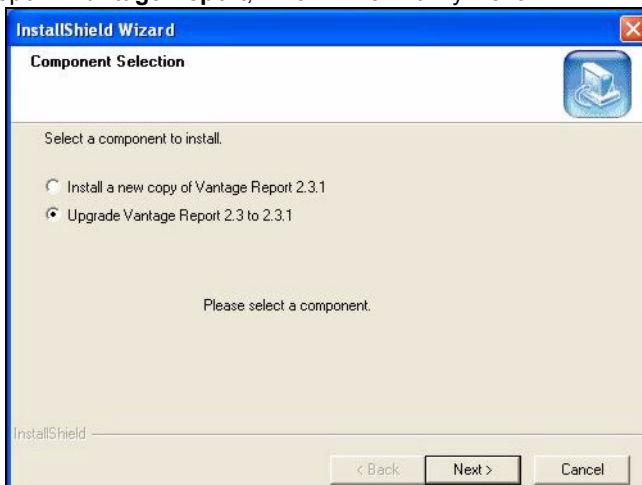 InstallShield Wizard
Component Selection
Select a component to install.
Install a new copy of Vantage Report 2.3.1
Upgrade Vantage Report 2.3 to 2.3.1
Please select a component.
InstallShield
< Back Next > Cancel